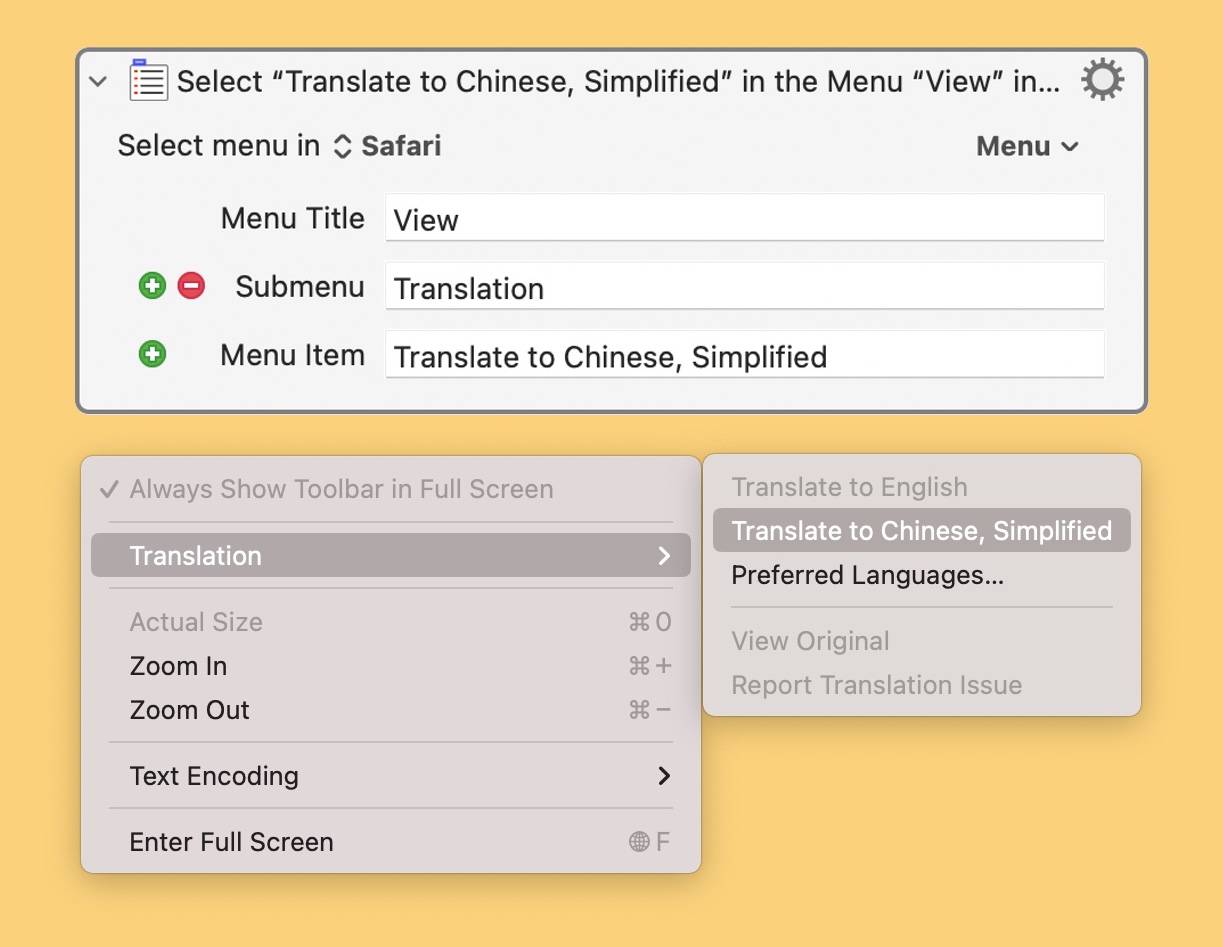 Select “Translate to Chinese, Simplified” in the Menu “View” in…
Select menu in Safari
Menu
Menu Title
View
Submenu
Translation
Menu Item
Translate to Chinese, Simplified
✓ Always Show Toolbar in Full Screen
Translation
Actual Size ⌘0
Zoom In ⌘+
Zoom Out ⌘−
Text Encoding
Enter Full Screen F
Translate to English
Translate to Chinese, Simplified
Preferred Languages…
View Original
Report Translation Issue